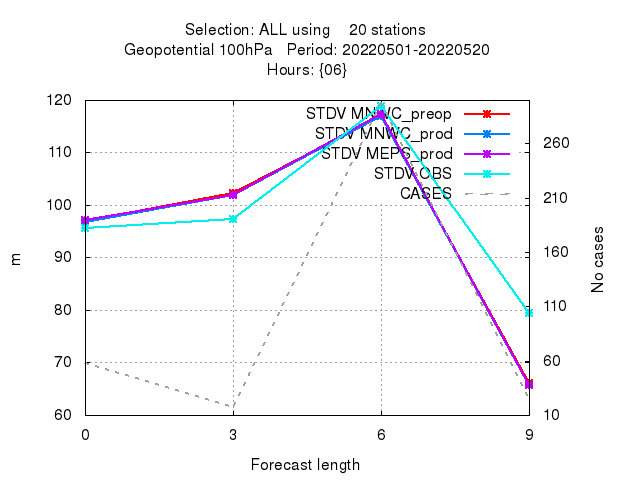 Selection: ALL using 20 stations
Geopotential 100hPa Period: 20220501-20220520
Hours: {06}
STDV MNWC_preop
STDV MNWC_prod
STDV MEPS_prod
STDV OBS
CASES
120
110
100
90
80
70
60
m
260
210
160
110
60
10
No cases
0 3 6 9
Forecast length